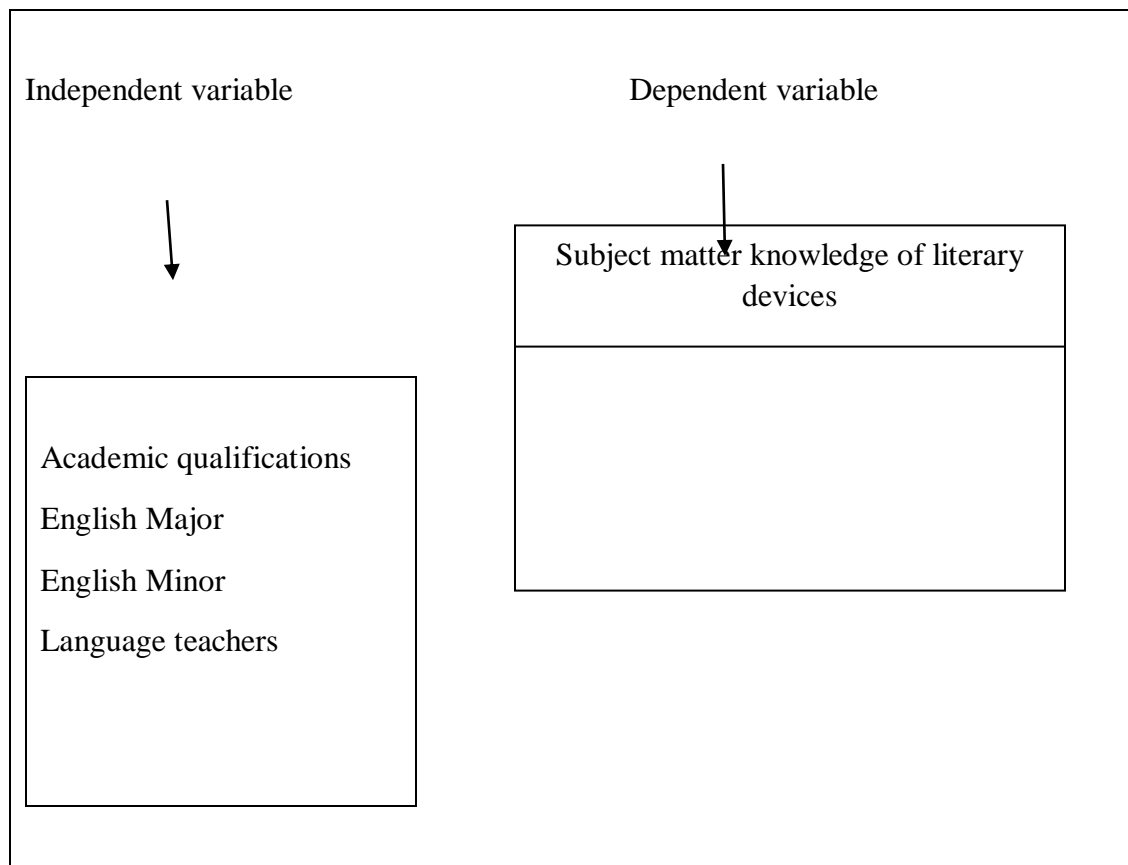 Independent variable
Dependent variable
Subject matter knowledge of literary
devices
Academic qualifications
English Major
English Minor
Language teachers